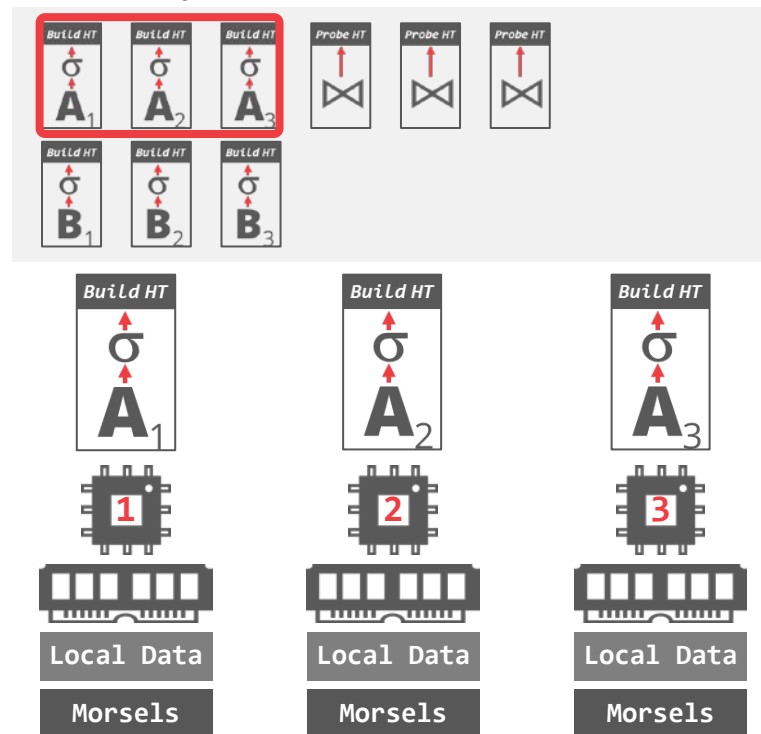 Build HT Build HT Build HT Probe HT Probe HT Probe HT
σ σ σ
A1 A2 A3 ⋈ ⋈ ⋈
Build HT Build HT Build HT
σ σ σ
B1 B2 B3
Build HT Build HT Build HT
σ σ σ
A1 A2 A3
1 2 3
Local Data Local Data Local Data
Morsels Morsels Morsels